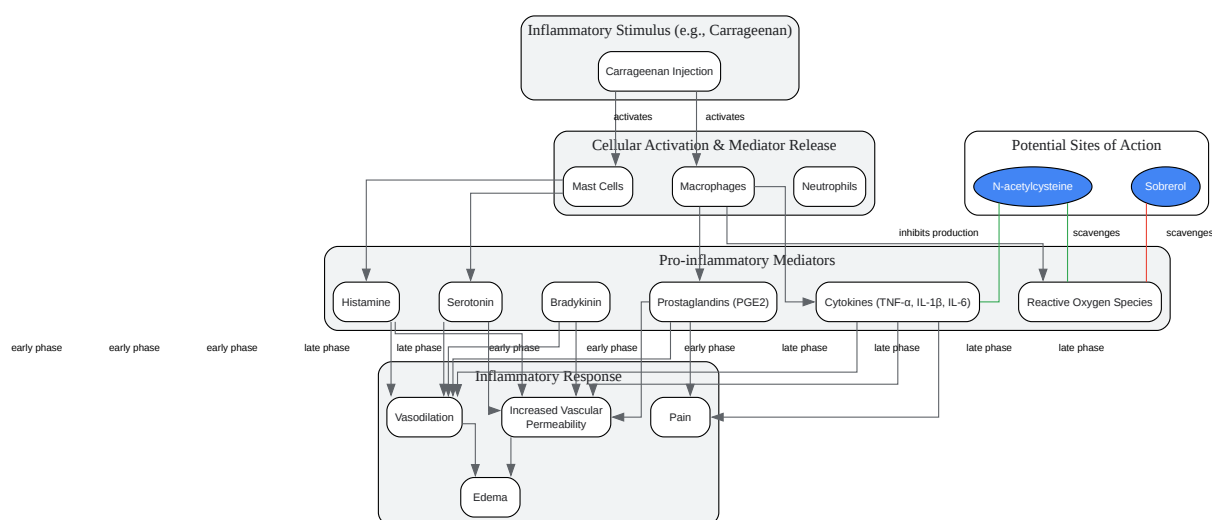 Inflammatory Stimulus (e.g., Carrageenan)
Carrageenan Injection
activates
activates
Cellular Activation & Mediator Release
Potential Sites of Action
Mast Cells
Macrophages
Neutrophils
N-acetylcysteine
Sobrerol
inhibits production
scavenges
scavenges
Pro-inflammatory Mediators
Histamine
Serotonin
Bradykinin
Prostaglandins (PGE2)
Cytokines (TNF-α, IL-1β, IL-6)
Reactive Oxygen Species
early phase
early phase
early phase
late phase
late phase
early phase
early phase
early phase
late phase
late phase
late phase
late phase
Inflammatory Response
Vasodilation
Increased Vascular
Permeability
Pain
Edema